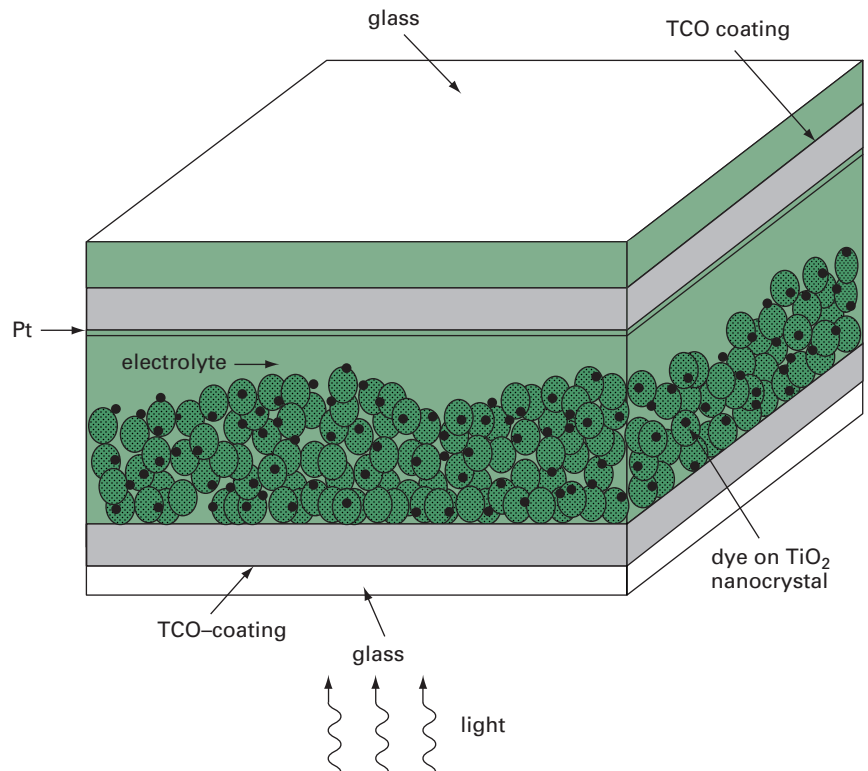 glass
TCO coating
Pt
electrolyte
dye on TiO₂
nanocrystal
TCO–coating
glass
light